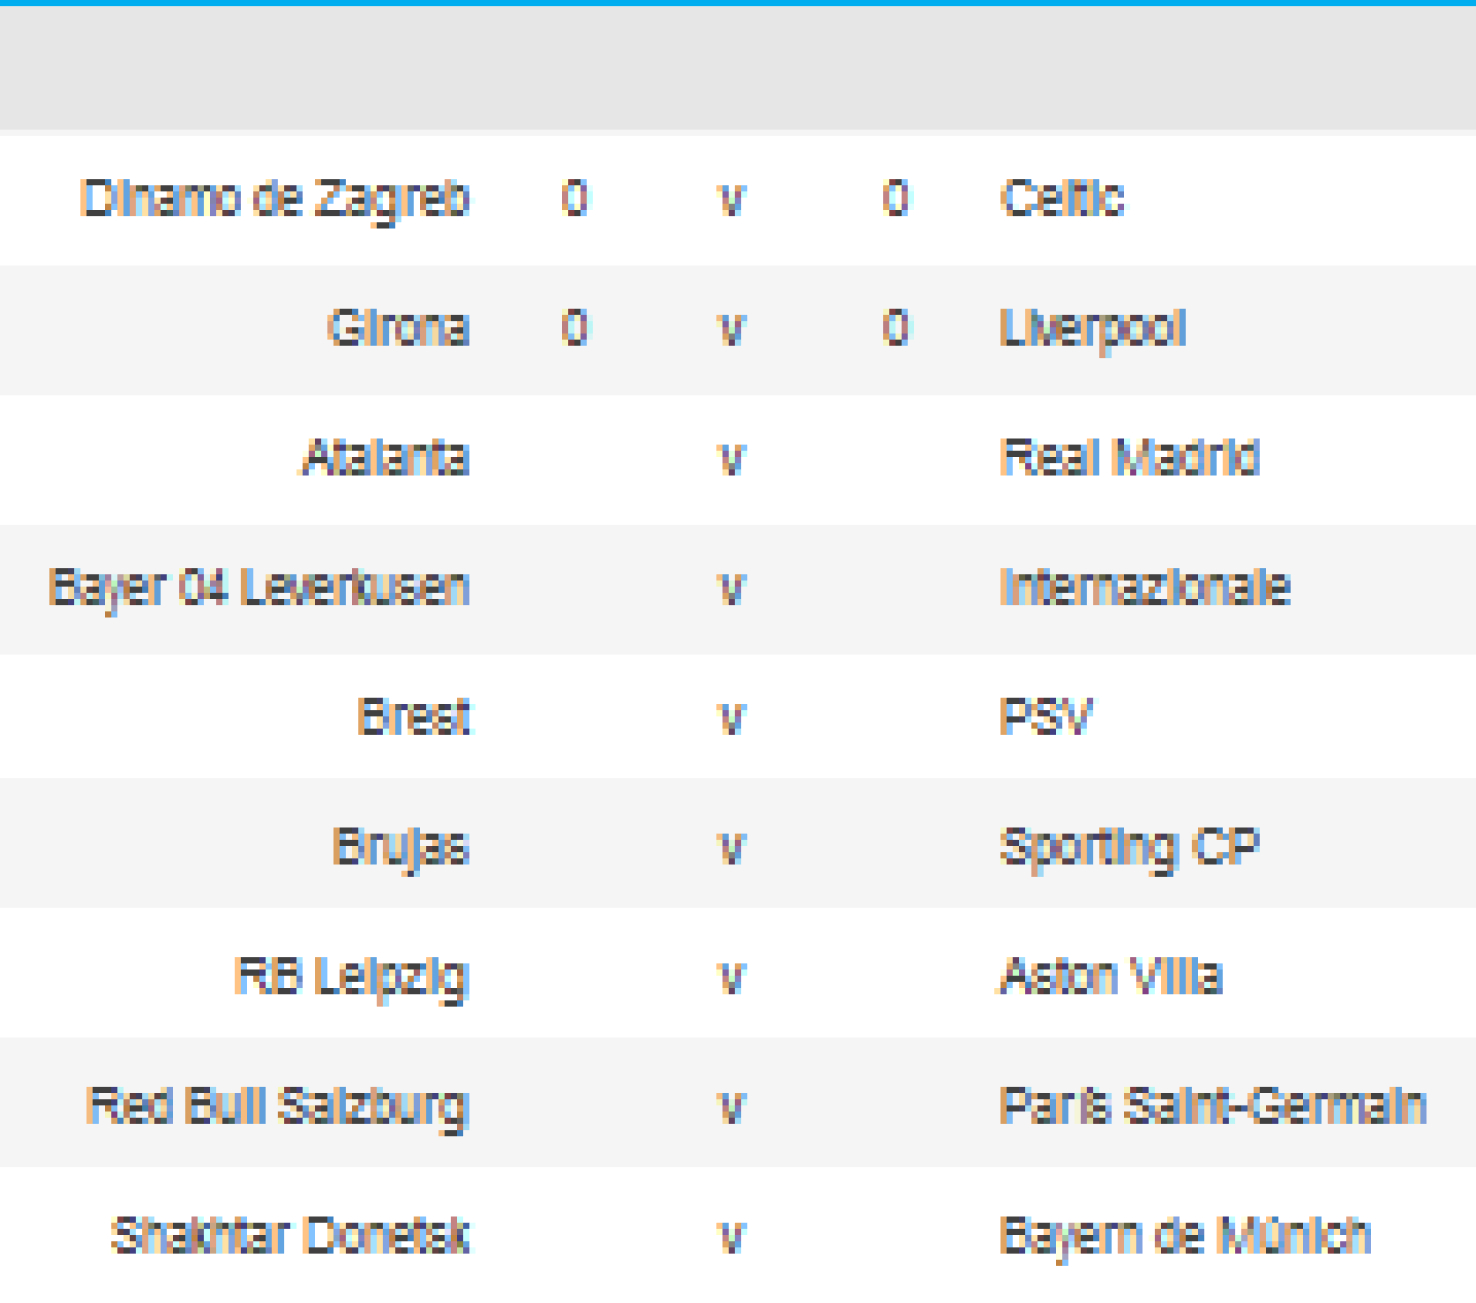 Dinamo de Zagreb 0 v 0 Celtic
Girona 0 v 0 Liverpool
Atalanta v Real Madrid
Bayer 04 Leverkusen v Internazionale
Brest v PSV
Brujas v Sporting CP
RB Leipzig v Aston Villa
Red Bull Salzburg v Paris Saint-Germain
Shakhtar Donetsk v Bayern de Múnich